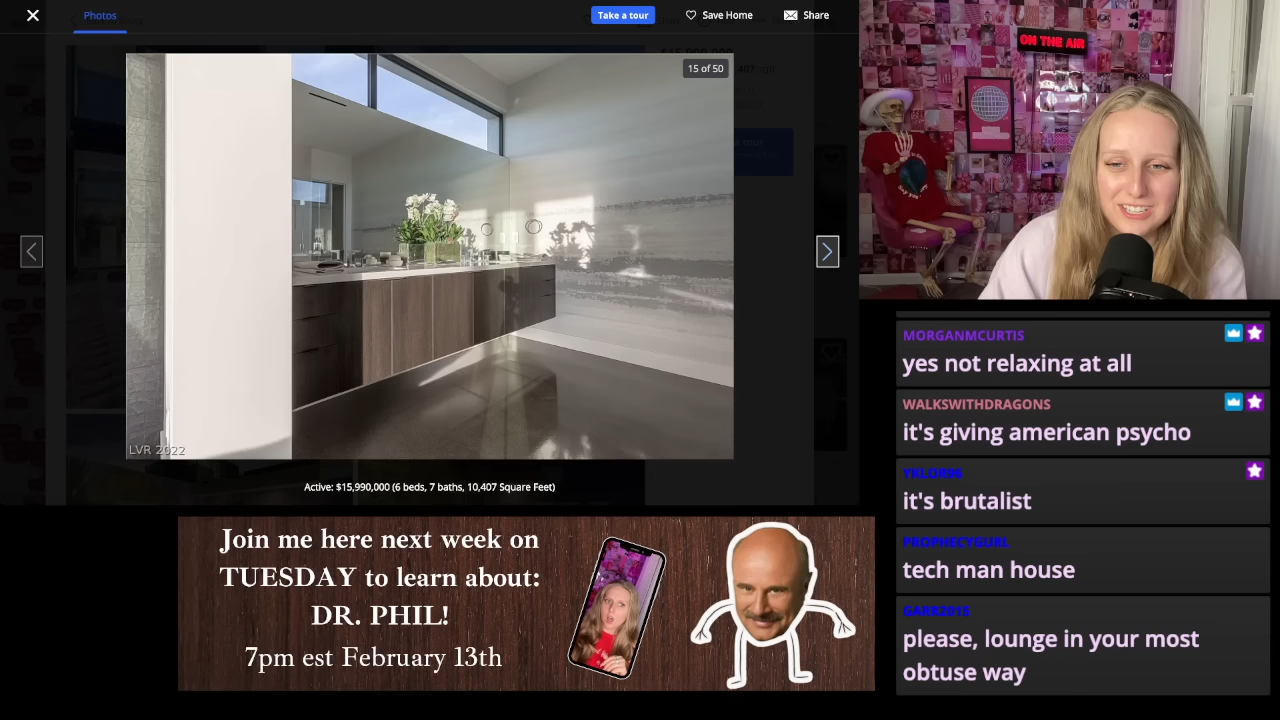 Photos
Take a tour
Save Home
Share
15 of 50
ON THE AIR
LVR 2022
Active: $15,990,000 (6 beds, 7 baths, 10,407 Square Feet)
Join me here next week on
TUESDAY to learn about:
DR. PHIL!
7pm est February 13th
MORGANMCURTIS
yes not relaxing at all
WALKSWITHDRAGONS
it's giving american psycho
it's brutalist
tech man house
please, lounge in your most
obtuse way